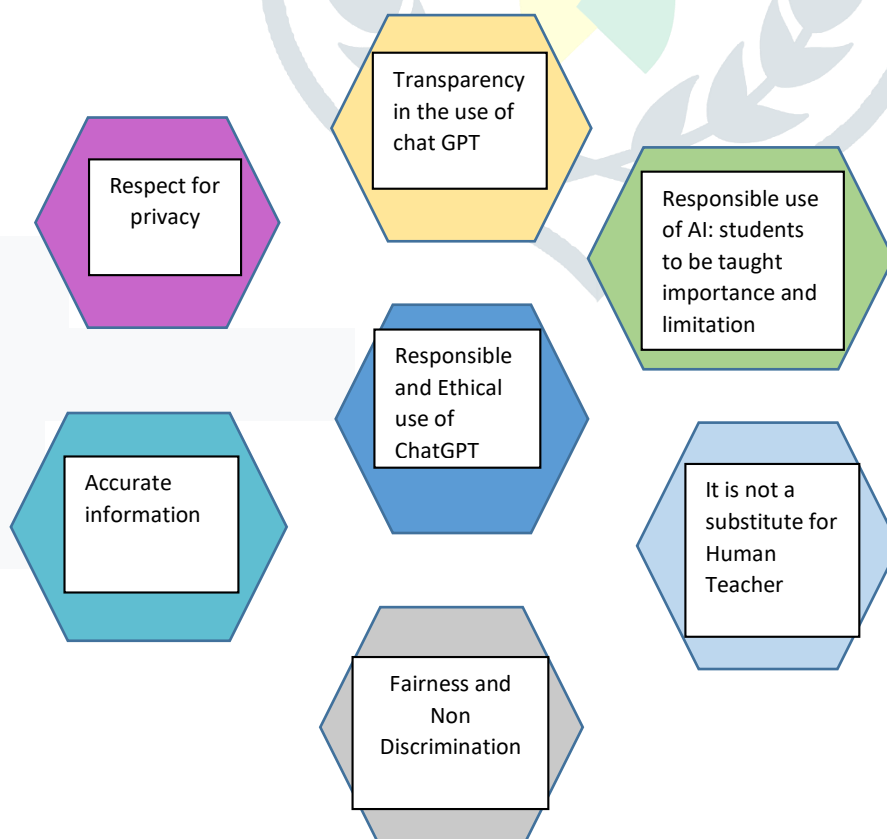 Transparency
in the use of
chat GPT
Respect for
privacy
Responsible use
of AI: students
to be taught
importance and
limitation
Responsible
and Ethical
use of
ChatGPT
Accurate
information
It is not a
substitute for
Human
Teacher
Fairness and
Non
Discrimination